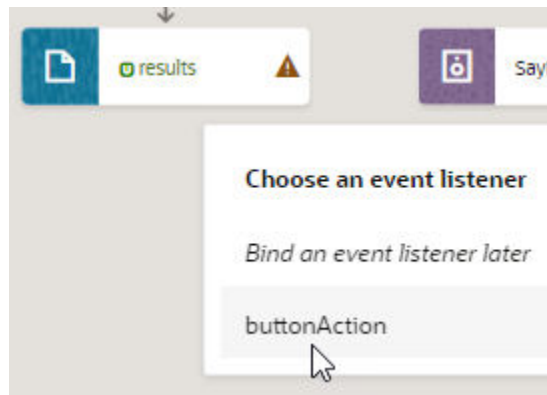 results
Say
Choose an event listener
Bind an event listener later
buttonAction